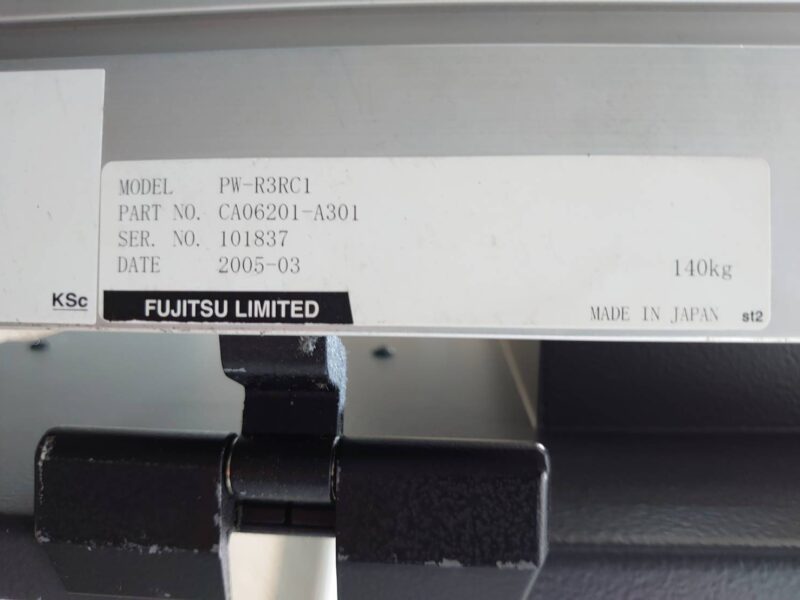 MODEL PW-R3RC1
PART NO. CA06201-A301
SER. NO. 101837
DATE 2005-03
140kg
KSc
FUJITSU LIMITED
MADE IN JAPAN st2